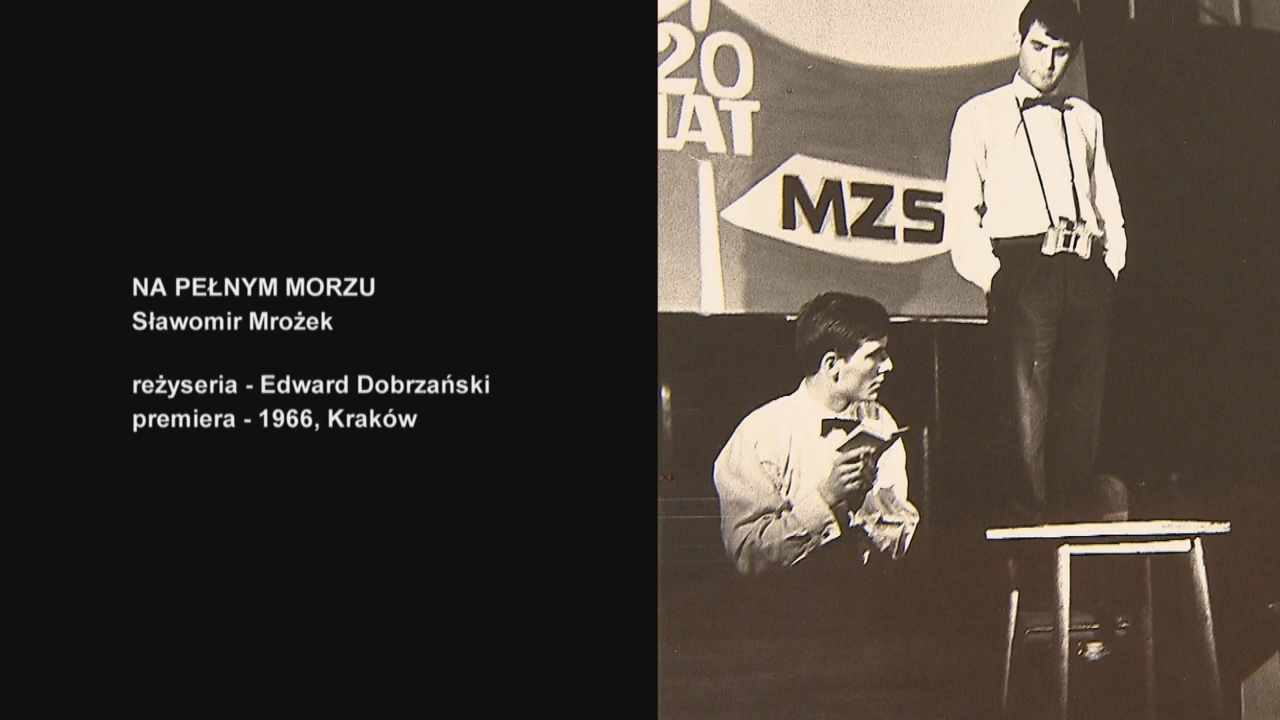 NA PEŁNYM MORZU
Sławomir Mrożek
reżyseria - Edward Dobrzański
premiera - 1966, Kraków
20
LAT
MZS